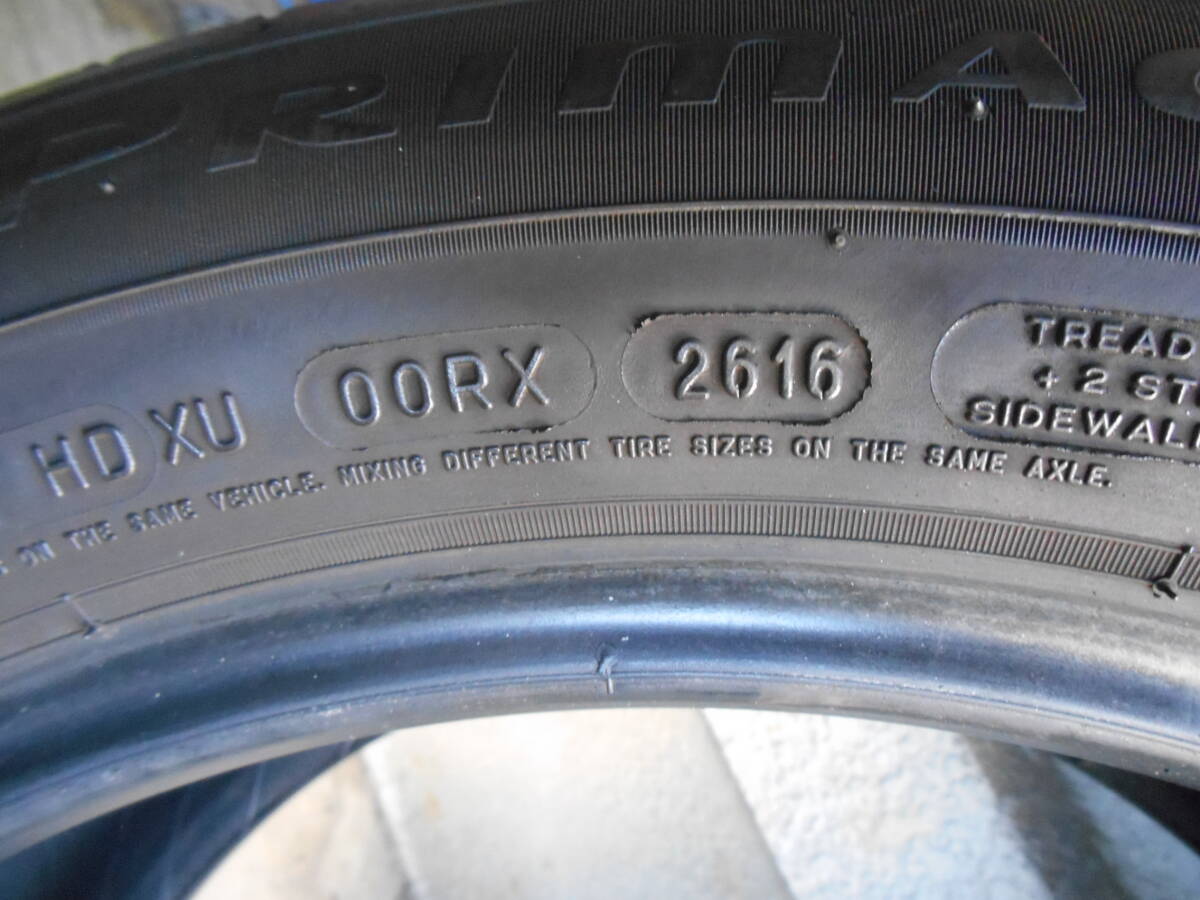 PRIMAC
HD XU 00RX 2616
TREAD
+ 2 ST
SIDEWALL
ON THE SAME VEHICLE. MIXING DIFFERENT TIRE SIZES ON THE SAME AXLE.